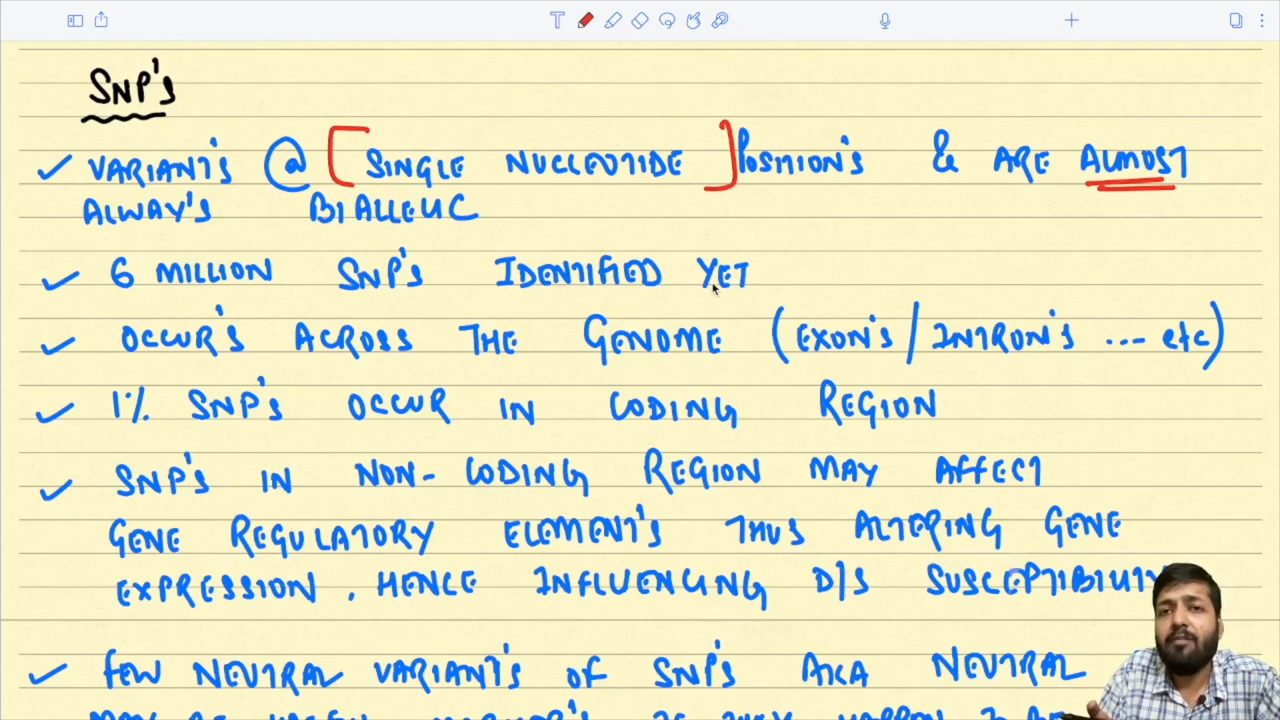 SNP's
VARIANT'S @ [SINGLE NUCLEOTIDE] POSITION'S & ARE ALMOST
ALWAY'S BIALLELIC
6 MILLION SNP'S IDENTIFIED YET
OCCUR'S ACROSS THE GENOME (EXON'S / INTRON'S ... etc)
1% SNP'S OCCUR IN CODING REGION
SNP'S IN NON-CODING REGION MAY AFFECT
GENE REGULATORY ELEMENT'S THUS ALTERING GENE
EXPRESSION. HENCE INFLUENCING D/S SUSCEPTIBILITY
FEW NEUTRAL VARIANT'S OF SNP'S AKA NEUTRAL